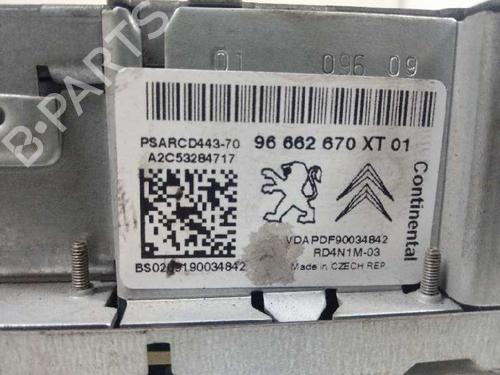 01 096 09
PSARCD443-70 96 662 670 XT 01
A2C53284717
Continental
VDAPDF90034842
RD4N1M-03
BS0209190034842 Made in CZECH REP.
B-PARTS